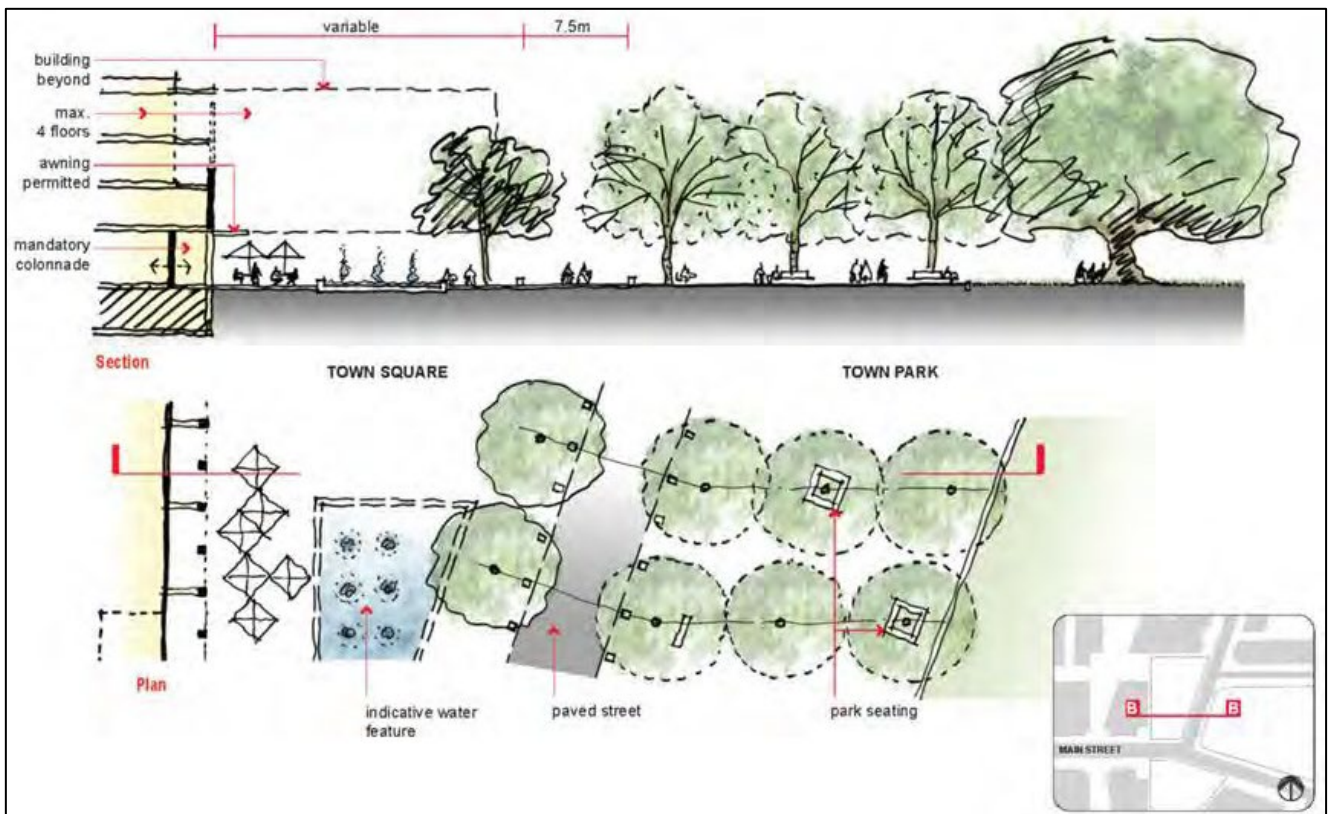 variable
7.5m
building
beyond
max.
4 floors
awning
permitted
mandatory
colonnade
Section
TOWN SQUARE
TOWN PARK
Plan
indicative water
feature
paved street
park seating
B
B
MAIN STREET